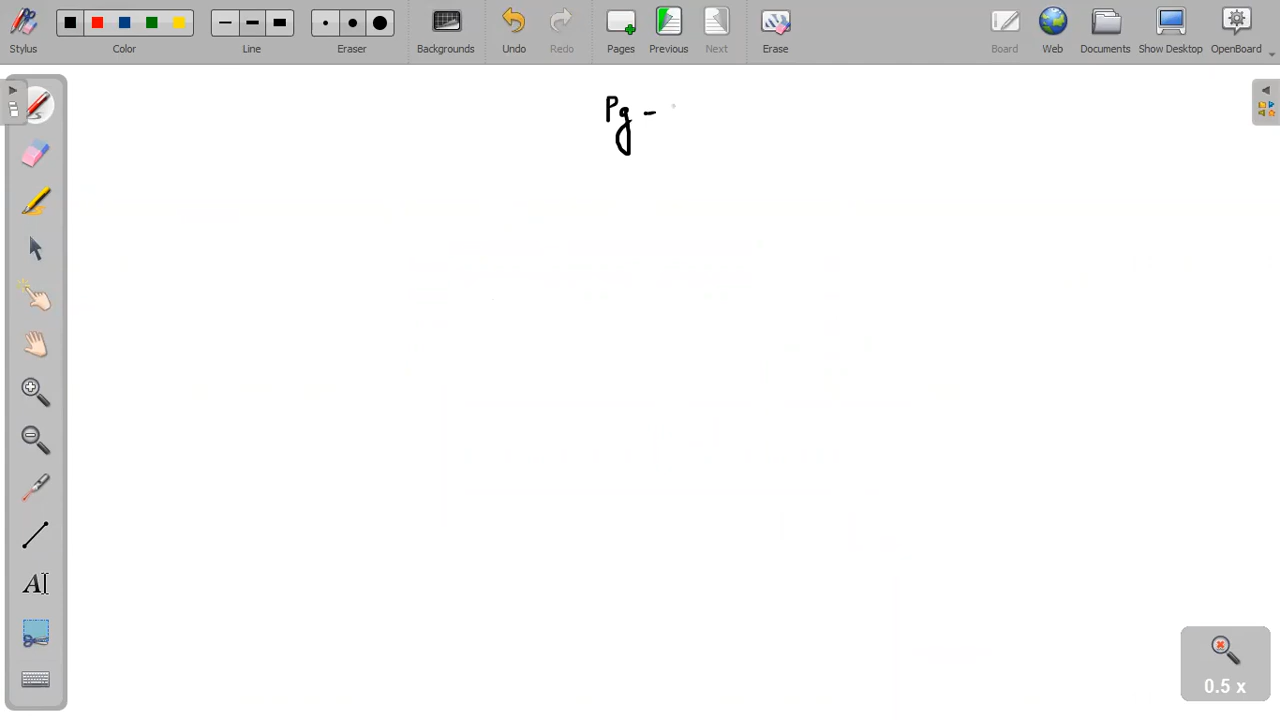 Stylus Color Line Eraser Backgrounds Undo Redo Pages Previous Next Erase Board Web Documents Show Desktop OpenBoard
Pg -
A
0.5 x